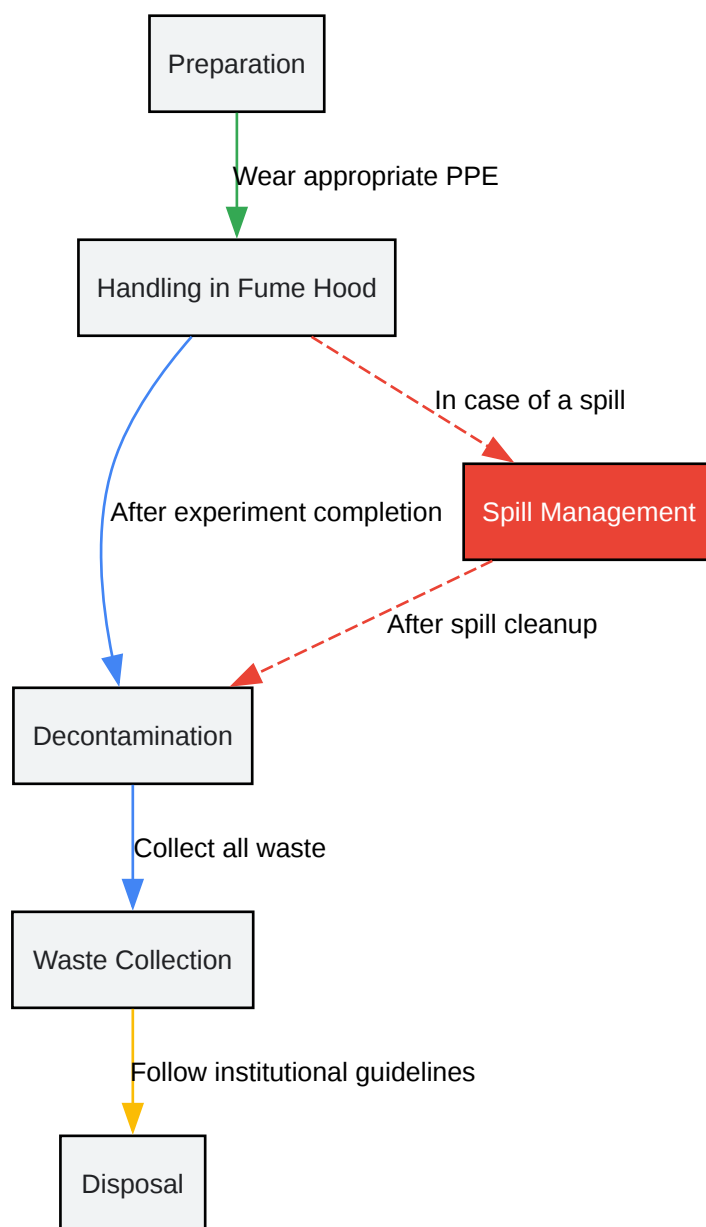 Preparation
Wear appropriate PPE
Handling in Fume Hood
In case of a spill
After experiment completion
Spill Management
After spill cleanup
Decontamination
Collect all waste
Waste Collection
Follow institutional guidelines
Disposal